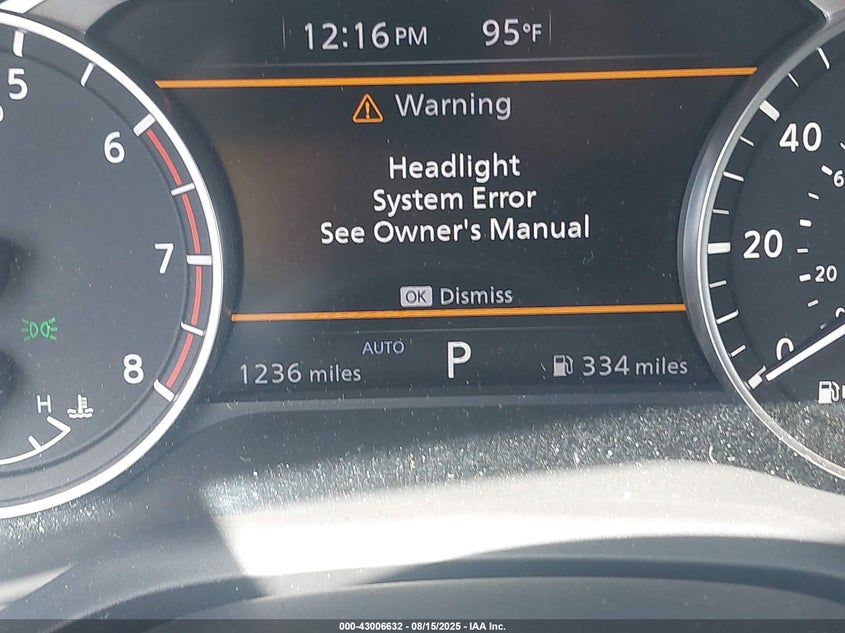 12:16 PM 95°F
Warning
Headlight
System Error
See Owner's Manual
OK Dismiss
1236 miles AUTO P 334 miles
5
6
7
8
H
40
20
0
20
000-43006632 - 08/15/2025 - IAA Inc.